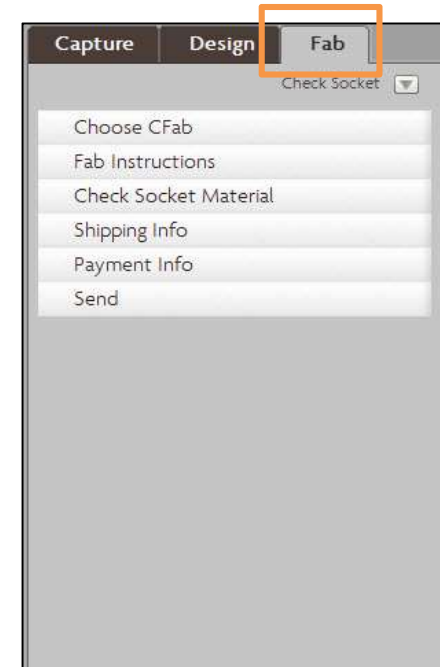 Capture Design Fab
Check Socket
Choose CFab
Fab Instructions
Check Socket Material
Shipping Info
Payment Info
Send